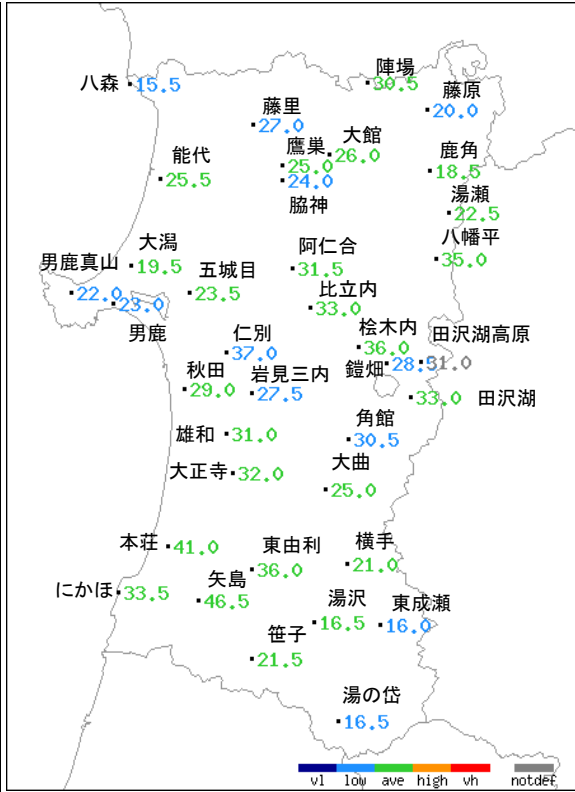 陣場
30.5
八森
15.5
藤原
20.0
藤里
27.0
大館
26.0
鷹巣
25.0
能代
25.5
24.0
脇神
鹿角
18.5
湯瀬
22.5
八幡平
35.0
大潟
19.5
阿仁合
31.5
男鹿真山
22.0
23.0
男鹿
五城目
23.5
比立内
33.0
仁別
37.0
桧木内
36.0
田沢湖高原
31.0
鎧畑
28.5
秋田
29.0
岩見三内
27.5
33.0
田沢湖
雄和
31.0
角館
30.5
大正寺
32.0
大曲
25.0
本荘
41.0
東由利
36.0
横手
21.0
にかほ
33.5
矢島
46.5
湯沢
16.5
東成瀬
16.0
笹子
21.5
湯の岱
16.5
vl low ave high vh notdef